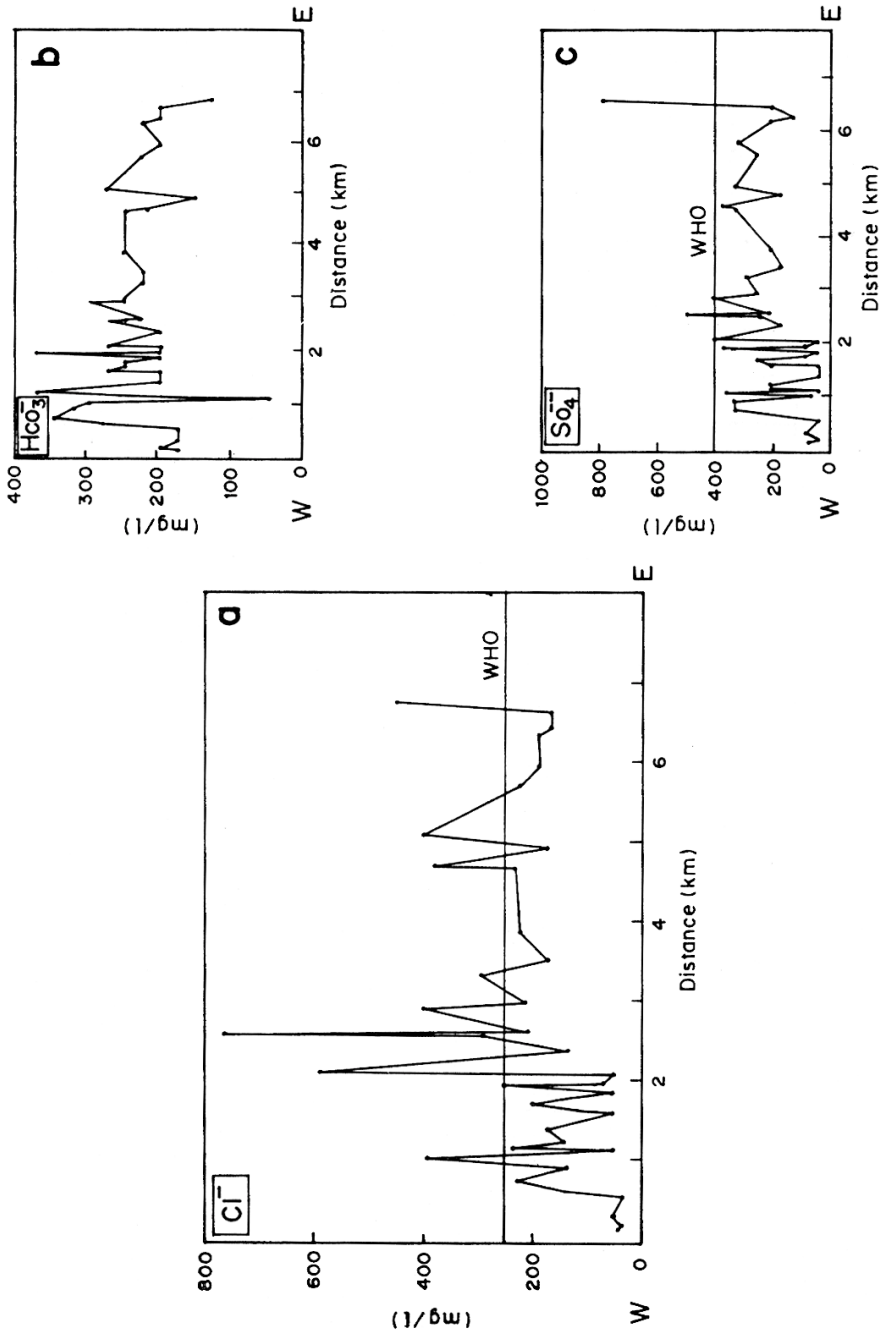 b
HCO₃⁻
400
300
200
100
0
(mg/l)
W
2
4
6
E
Distance (km)
c
SO₄⁻⁻
1000
800
600
400
200
0
(mg/l)
WHO
W
2
4
6
E
Distance (km)
a
Cl⁻
800
600
400
200
0
(mg/l)
WHO
W
2
4
6
E
Distance (km)